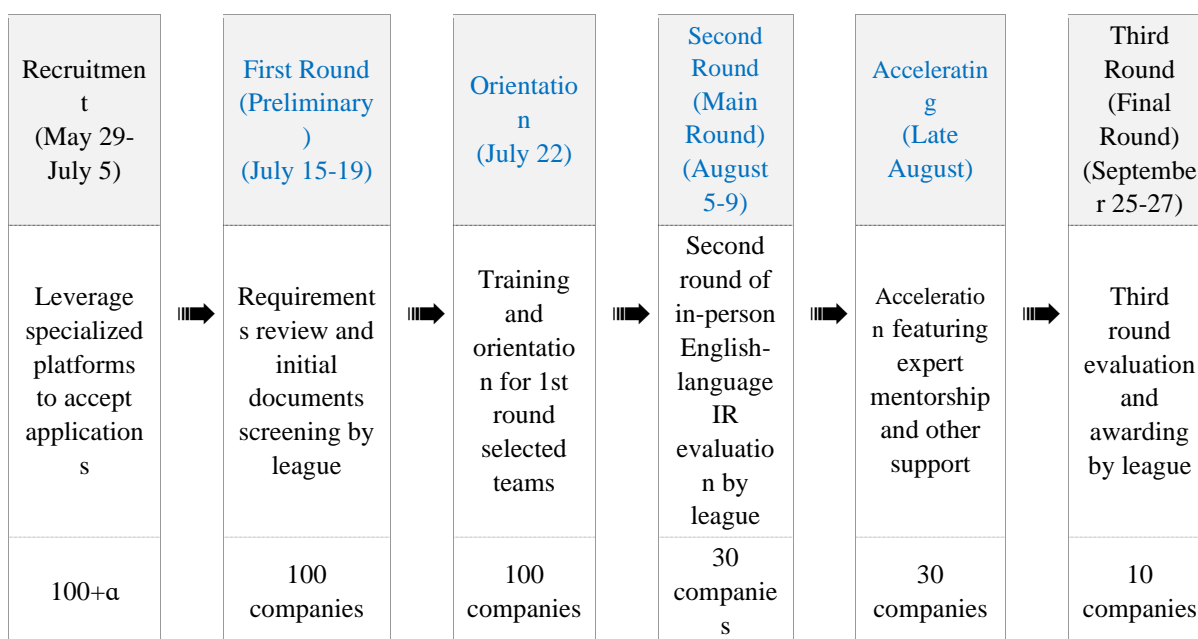 Recruitmen
t
(May 29-
July 5)
First Round
(Preliminary
)
(July 15-19)
Orientatio
n
(July 22)
Second
Round
(Main
Round)
(August
5-9)
Acceleratin
g
(Late
August)
Third
Round
(Final
Round)
(Septembe
r 25-27)
Leverage
specialized
platforms
to accept
application
s
Requirement
s review and
initial
documents
screening by
league
Training
and
orientatio
n for 1st
round
selected
teams
Second
round of
in-person
English-
language
IR
evaluatio
n by
league
Acceleratio
n featuring
expert
mentorship
and other
support
Third
round
evaluation
and
awarding
by league
100+α
100
companies
100
companies
30
companie
s
30
companies
10
companies